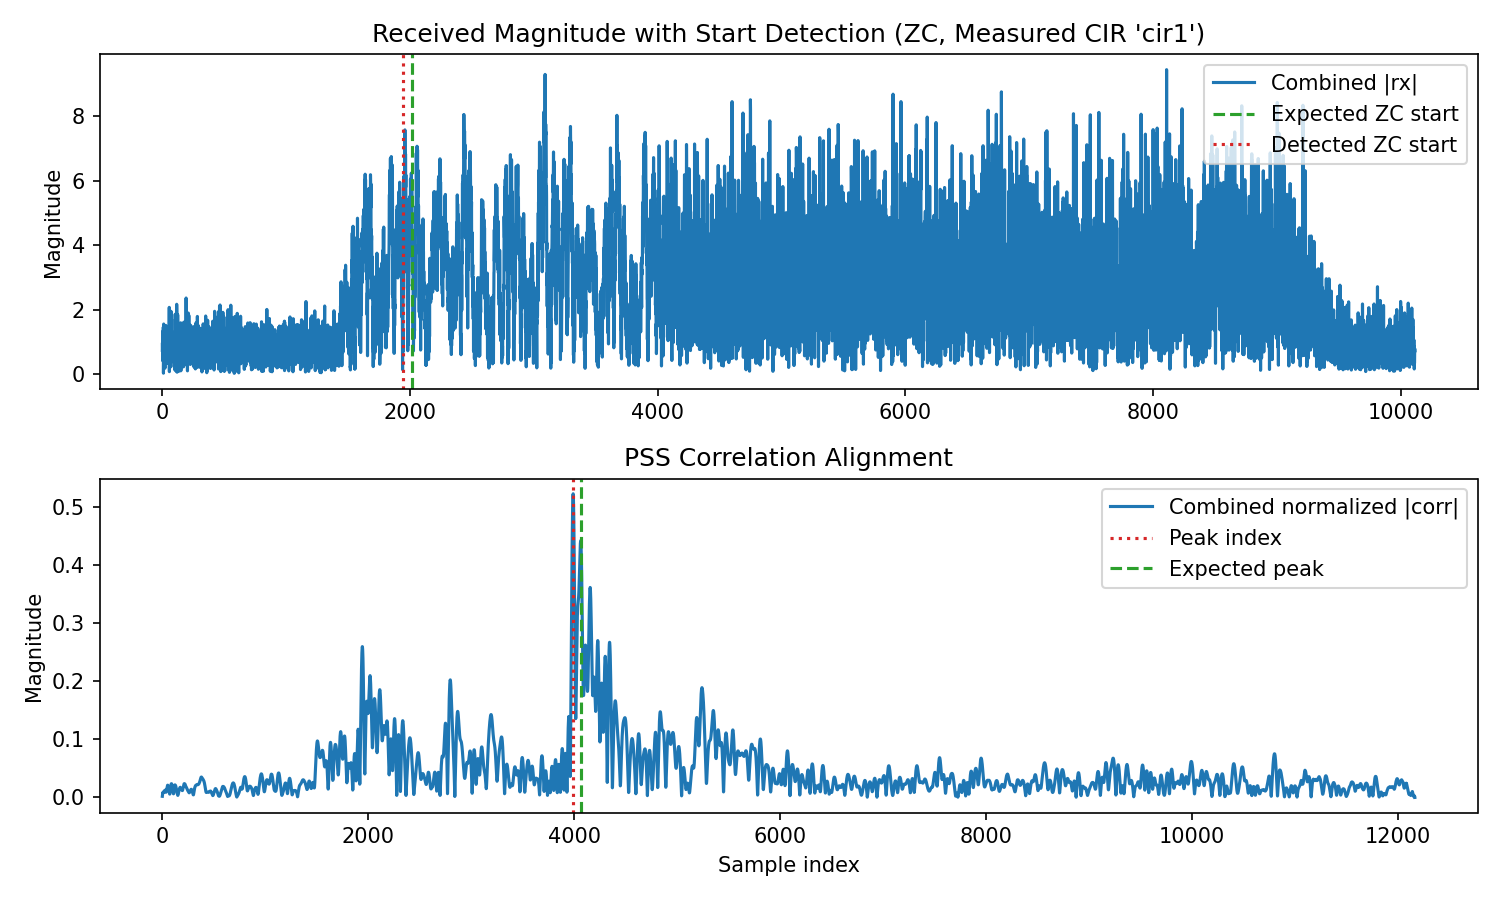 Received Magnitude with Start Detection (ZC, Measured CIR 'cir1')
Magnitude
8
6
4
2
0
Combined |rx|
Expected ZC start
Detected ZC start
0 2000 4000 6000 8000 10000
PSS Correlation Alignment
Magnitude
0.5
0.4
0.3
0.2
0.1
0.0
Combined normalized |corr|
Peak index
Expected peak
0 2000 4000 6000 8000 10000 12000
Sample index